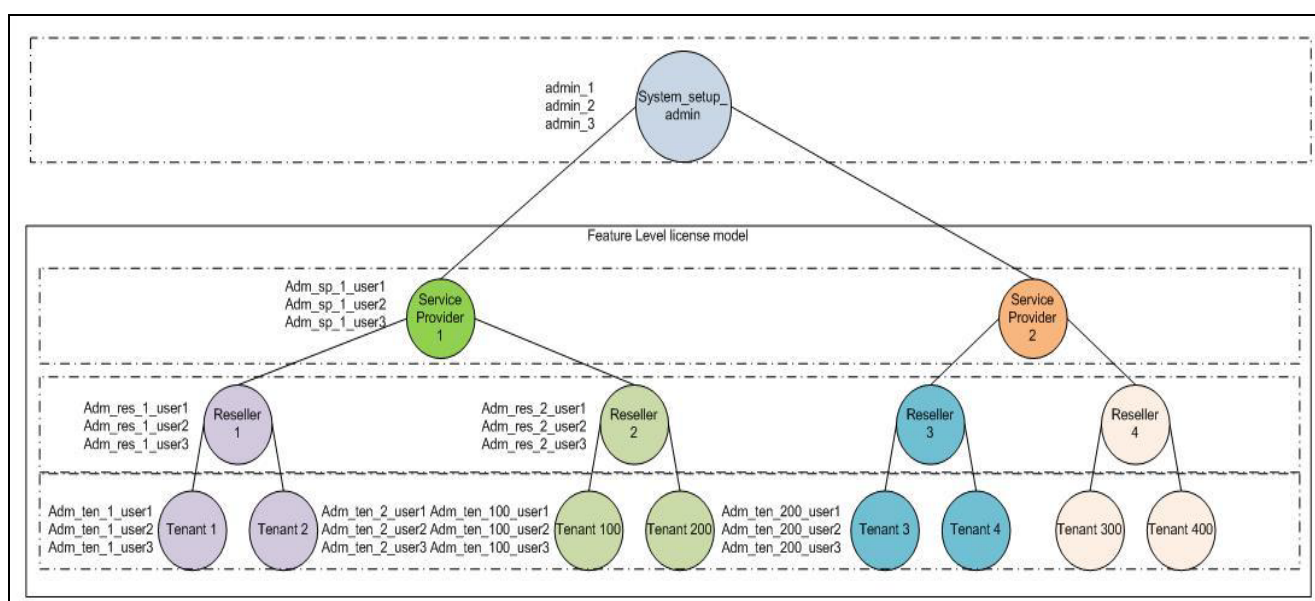 admin_1
admin_2
admin_3
System_setup_
admin
Feature Level license model
Adm_sp_1_user1
Adm_sp_1_user2
Adm_sp_1_user3
Service
Provider
1
Service
Provider
2
Adm_res_1_user1
Adm_res_1_user2
Adm_res_1_user3
Reseller
1
Adm_res_2_user1
Adm_res_2_user2
Adm_res_2_user3
Reseller
2
Reseller
3
Reseller
4
Adm_ten_1_user1
Adm_ten_1_user2
Adm_ten_1_user3
Tenant 1
Tenant 2
Adm_ten_2_user1
Adm_ten_2_user2
Adm_ten_2_user3
Adm_ten_100_user1
Adm_ten_100_user2
Adm_ten_100_user3
Tenant 100
Tenant 200
Adm_ten_200_user1
Adm_ten_200_user2
Adm_ten_200_user3
Tenant 3
Tenant 4
Tenant 300
Tenant 400